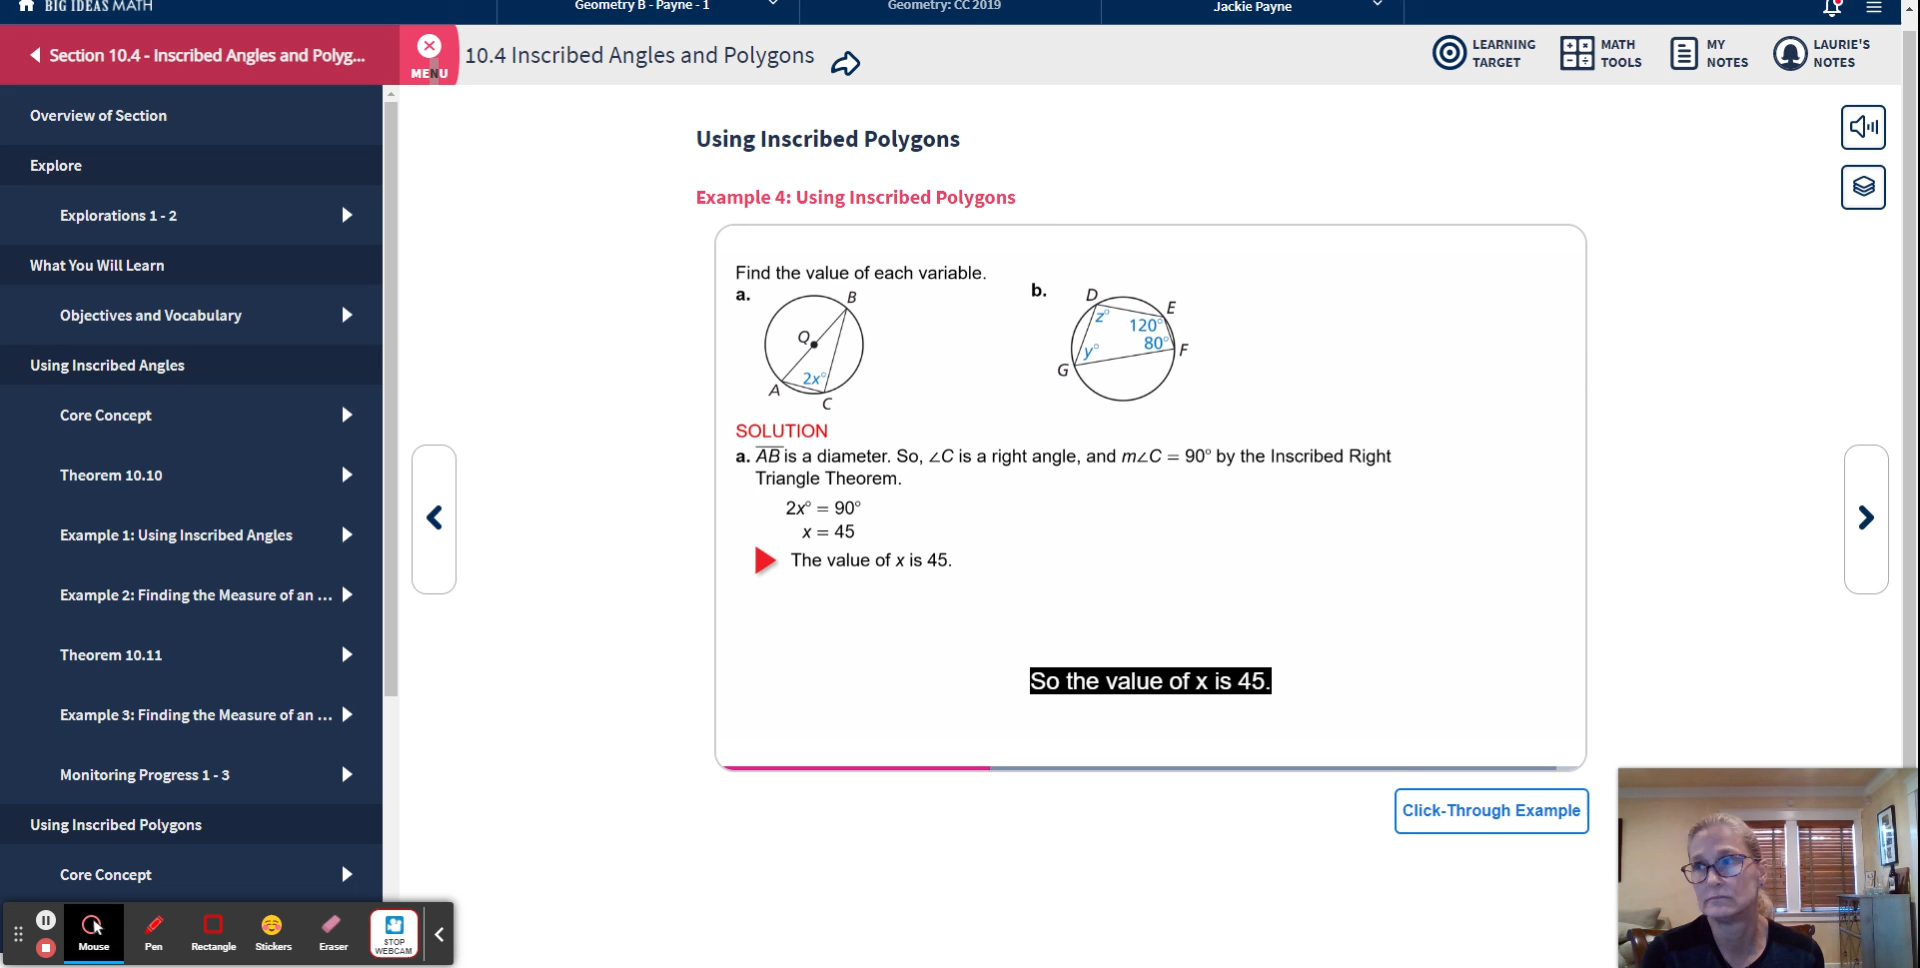 BIG IDEAS MATH
Geometry B - Payne - 1
Geometry: CC 2019
Jackie Payne
Section 10.4 - Inscribed Angles and Polyg...
MENU
10.4 Inscribed Angles and Polygons
LEARNING
TARGET
MATH
TOOLS
MY
NOTES
LAURIE'S
NOTES
Overview of Section
Explore
Explorations 1 - 2
What You Will Learn
Objectives and Vocabulary
Using Inscribed Angles
Core Concept
Theorem 10.10
Example 1: Using Inscribed Angles
Example 2: Finding the Measure of an ...
Theorem 10.11
Example 3: Finding the Measure of an ...
Monitoring Progress 1 - 3
Using Inscribed Polygons
Core Concept
Using Inscribed Polygons
Example 4: Using Inscribed Polygons
Find the value of each variable.
a.
B
Q
2x°
A
C
b.
D
E
z°
120°
80°
F
y°
G
SOLUTION
a. A̅B̅ is a diameter. So, ∠C is a right angle, and m∠C = 90° by the Inscribed Right
Triangle Theorem.
2x° = 90°
x = 45
The value of x is 45.
So the value of x is 45.
Click-Through Example
Mouse
Pen
Rectangle
Stickers
Eraser
STOP
WEBCAM